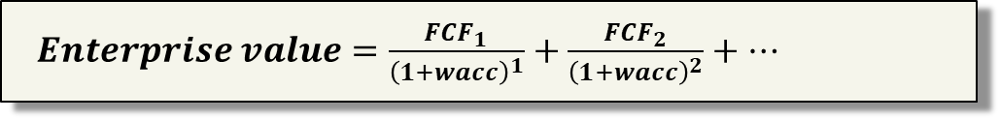 Enterprise value = FCF₁/(1+wacc)¹ + FCF₂/(1+wacc)² + ⋯